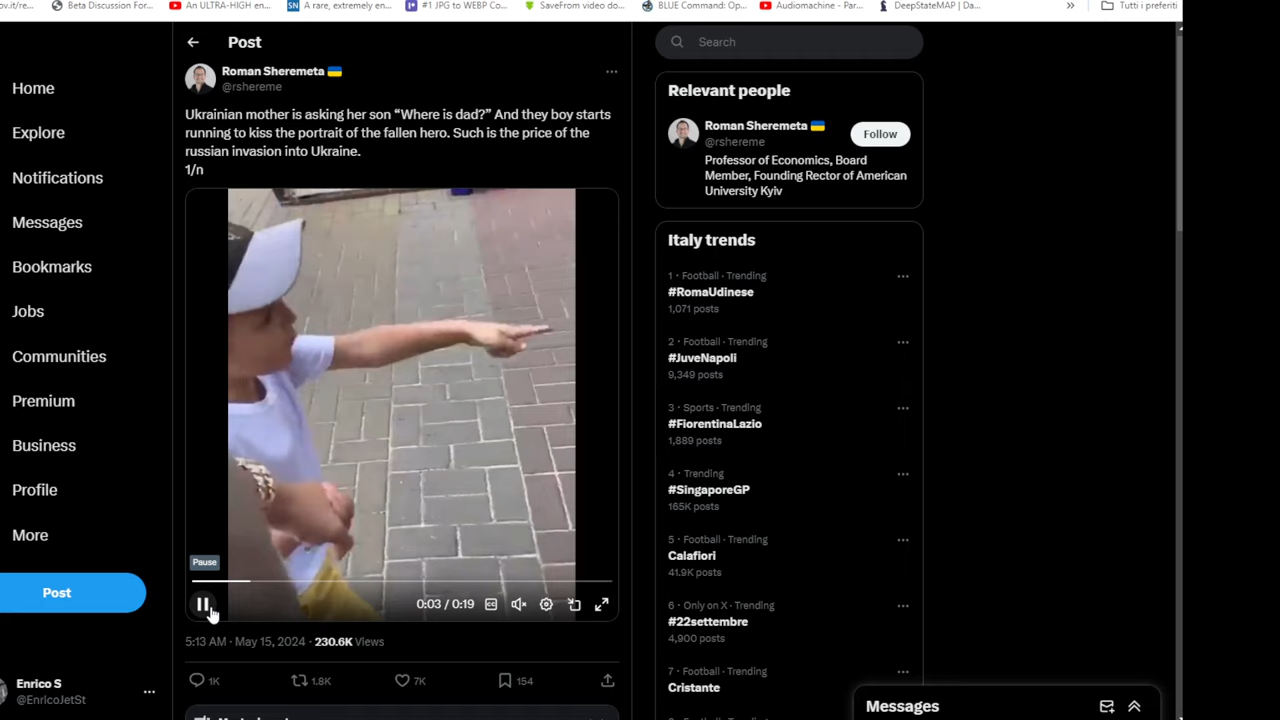 ov.it/re...
Beta Discussion For...
An ULTRA-HIGH en...
SN A rare, extremely en...
#1 JPG to WEBP Co...
SaveFrom video do...
BLUE Command: Op...
Audiomachine - Par...
DeepStateMAP | Da...
»
Tutti i preferiti
Home
Explore
Notifications
Messages
Bookmarks
Jobs
Communities
Premium
Business
Profile
More
Post
Enrico S
@EnricoJetSt
Post
Roman Sheremeta 🇺🇦
@rshereme
Ukrainian mother is asking her son “Where is dad?” And they boy starts
running to kiss the portrait of the fallen hero. Such is the price of the
russian invasion into Ukraine.
1/n
Pause
0:03 / 0:19
5:13 AM · May 15, 2024 · 230.6K Views
1K 1.8K 7K 154
Search
Relevant people
Roman Sheremeta 🇺🇦
@rshereme
Follow
Professor of Economics, Board
Member, Founding Rector of American
University Kyiv
Italy trends
1 · Football · Trending
#RomaUdinese
1,071 posts
2 · Football · Trending
#JuveNapoli
9,349 posts
3 · Sports · Trending
#FiorentinaLazio
1,889 posts
4 · Trending
#SingaporeGP
165K posts
5 · Football · Trending
Calafiori
41.9K posts
6 · Only on X · Trending
#22settembre
4,900 posts
7 · Football · Trending
Cristante
Messages